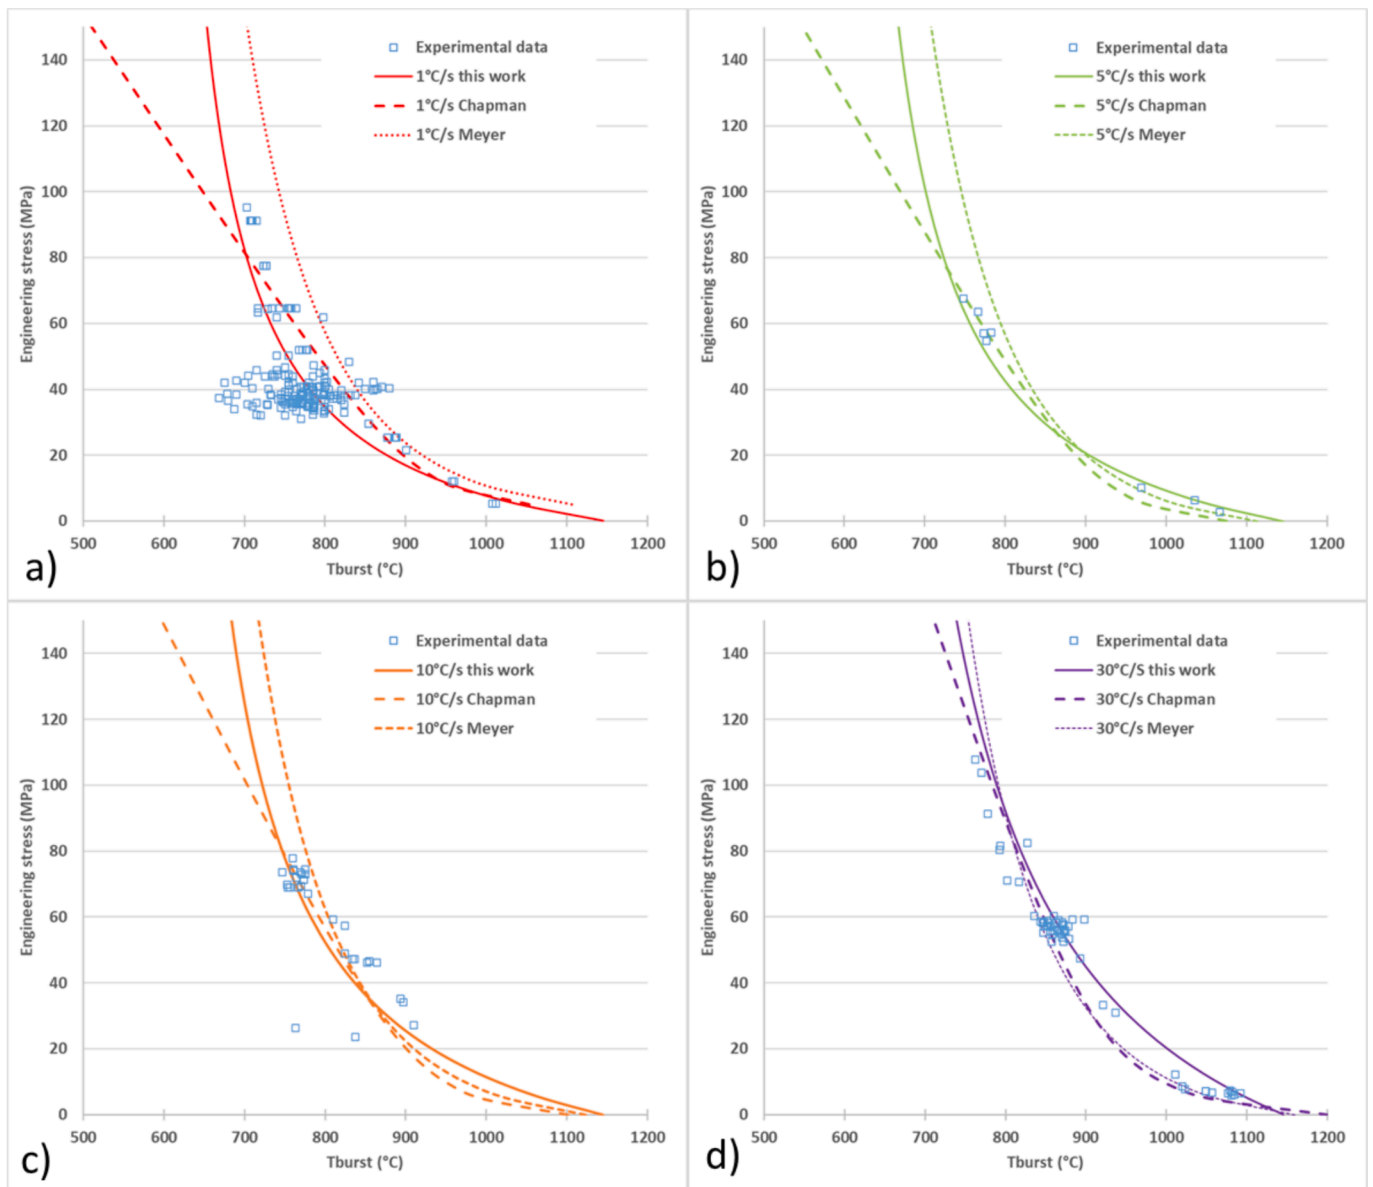 Experimental data
1°C/s this work
1°C/s Chapman
1°C/s Meyer
Engineering stress (MPa)
140
120
100
80
60
40
20
0
500 600 700 800 900 1000 1100 1200
Tburst (°C)
a)
Experimental data
5°C/s this work
5°C/s Chapman
5°C/s Meyer
Engineering stress (MPa)
140
120
100
80
60
40
20
0
500 600 700 800 900 1000 1100 1200
Tburst (°C)
b)
Experimental data
10°C/s this work
10°C/s Chapman
10°C/s Meyer
Engineering stress (MPa)
140
120
100
80
60
40
20
0
500 600 700 800 900 1000 1100 1200
Tburst (°C)
c)
Experimental data
30°C/S this work
30°C/s Chapman
30°C/s Meyer
Engineering stress (MPa)
140
120
100
80
60
40
20
0
500 600 700 800 900 1000 1100 1200
Tburst (°C)
d)